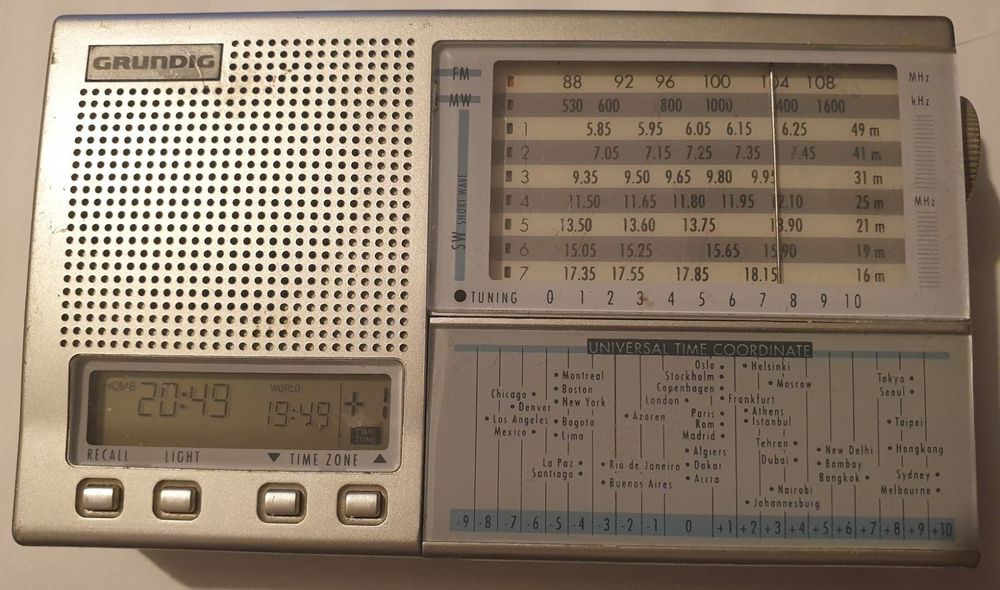 GRUNDIG
FM 88 92 96 100 104 108 MHz
MW 530 600 800 1000 1400 1600 kHz
1 5.85 5.95 6.05 6.15 6.25 49 m
2 7.05 7.15 7.25 7.35 7.45 41 m
3 9.35 9.50 9.65 9.80 9.95 31 m
4 11.50 11.65 11.80 11.95 12.10 25 m MHz
5 13.50 13.60 13.75 13.90 21 m
6 15.05 15.25 15.65 15.90 19 m
7 17.35 17.55 17.85 18.15 16 m
SW SHORT WAVE
TUNING 0 1 2 3 4 5 6 7 8 9 10
HOME 20:49 WORLD 19:49 +1 TIME ZONE
RECALL LIGHT ▼ TIME ZONE ▲
UNIVERSAL TIME COORDINATE
Oslo Helsinki
Montreal Stockholm Moscow Tokyo
Boston Copenhagen Seoul
Chicago New York London Frankfurt
Denver Azoren Paris Athens
Los Angeles Bogota Rom Istanbul Taipei
Mexico Lima Madrid
Tehran
Algiers New Delhi Hongkong
La Paz Rio de Janeiro Dakar Dubai Bombay
Santiago Accra Bangkok Sydney
Buenos Aires Nairobi Melbourne
Johannesburg
-9 -8 -7 -6 -5 -4 -3 -2 -1 0 +1 +2 +3 +4 +5 +6 +7 +8 +9 +10